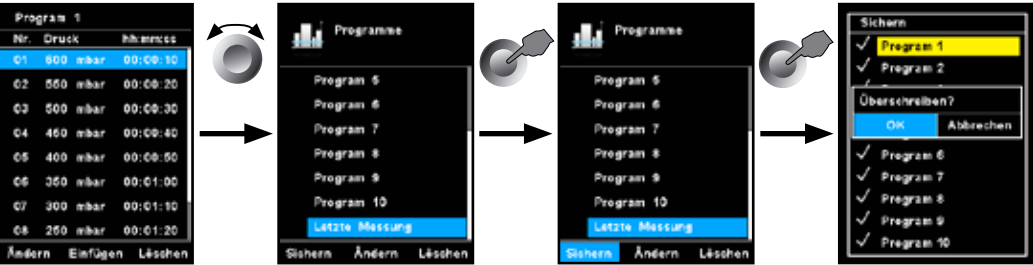 Program 1
Nr. Druck hh:mm:ss
01 600 mbar 00:00:10
02 550 mbar 00:00:20
03 500 mbar 00:00:30
04 450 mbar 00:00:40
05 400 mbar 00:00:50
06 350 mbar 00:01:00
07 300 mbar 00:01:10
08 250 mbar 00:01:20
Ändern Einfügen Löschen
Programme
Program 5
Program 6
Program 7
Program 8
Program 9
Program 10
Letzte Messung
Sichern Ändern Löschen
Programme
Program 5
Program 6
Program 7
Program 8
Program 9
Program 10
Letzte Messung
Sichern Ändern Löschen
Sichern
Program 1
Program 2
Überschreiben?
OK Abbrechen
Program 6
Program 7
Program 8
Program 9
Program 10